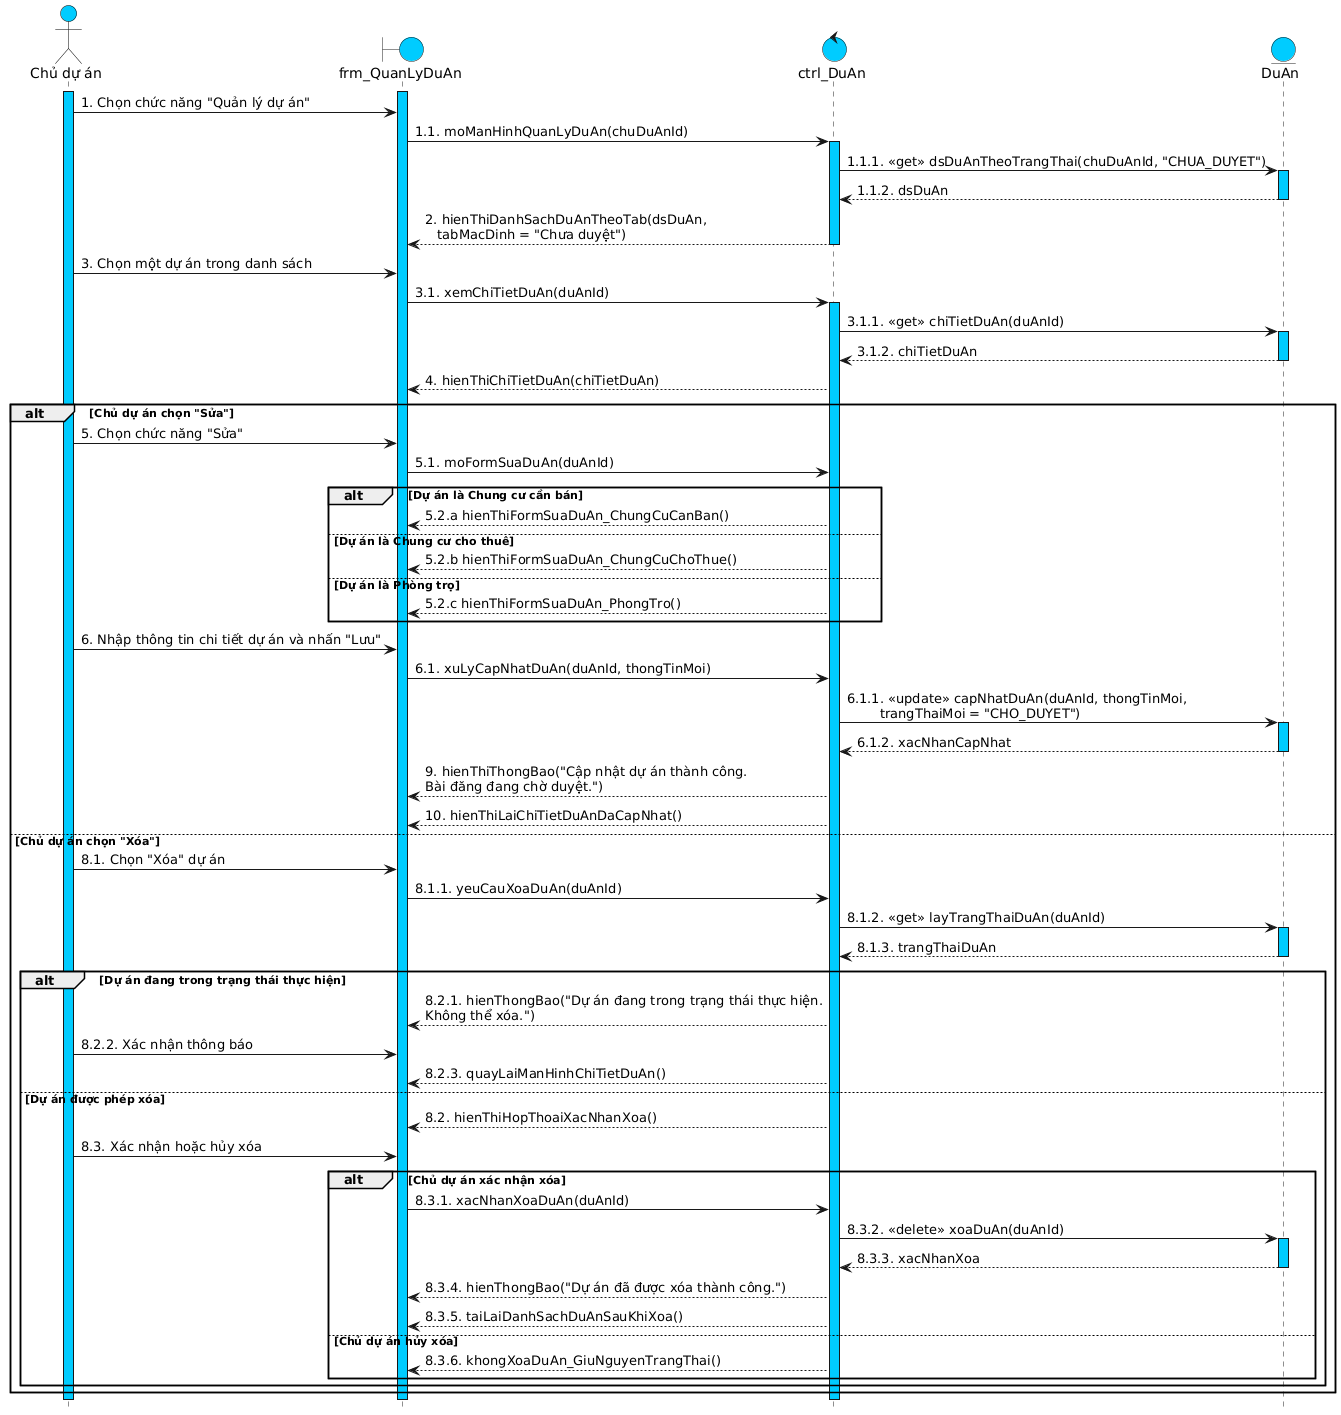 Chủ dự án
frm_QuanLyDuAn
ctrl_DuAn
DuAn
1. Chọn chức năng "Quản lý dự án"
1.1. moManHinhQuanLyDuAn(chuDuAnId)
1.1.1. «get» dsDuAnTheoTrangThai(chuDuAnId, "CHUA_DUYET")
1.1.2. dsDuAn
2. hienThiDanhSachDuAnTheoTab(dsDuAn,
tabMacDinh = "Chưa duyệt")
3. Chọn một dự án trong danh sách
3.1. xemChiTietDuAn(duAnId)
3.1.1. «get» chiTietDuAn(duAnId)
3.1.2. chiTietDuAn
4. hienThiChiTietDuAn(chiTietDuAn)
alt [Chủ dự án chọn "Sửa"]
5. Chọn chức năng "Sửa"
5.1. moFormSuaDuAn(duAnId)
alt [Dự án là Chung cư cần bán]
5.2.a hienThiFormSuaDuAn_ChungCuCanBan()
[Dự án là Chung cư cho thuê]
5.2.b hienThiFormSuaDuAn_ChungCuChoThue()
[Dự án là Phòng trọ]
5.2.c hienThiFormSuaDuAn_PhongTro()
6. Nhập thông tin chi tiết dự án và nhấn "Lưu"
6.1. xuLyCapNhatDuAn(duAnId, thongTinMoi)
6.1.1. «update» capNhatDuAn(duAnId, thongTinMoi,
trangThaiMoi = "CHO_DUYET")
6.1.2. xacNhanCapNhat
9. hienThiThongBao("Cập nhật dự án thành công.
Bài đăng đang chờ duyệt.")
10. hienThiLaiChiTietDuAnDaCapNhat()
[Chủ dự án chọn "Xóa"]
8.1. Chọn "Xóa" dự án
8.1.1. yeuCauXoaDuAn(duAnId)
8.1.2. «get» layTrangThaiDuAn(duAnId)
8.1.3. trangThaiDuAn
alt [Dự án đang trong trạng thái thực hiện]
8.2.1. hienThongBao("Dự án đang trong trạng thái thực hiện.
Không thể xóa.")
8.2.2. Xác nhận thông báo
8.2.3. quayLaiManHinhChiTietDuAn()
[Dự án được phép xóa]
8.2. hienThiHopThoaiXacNhanXoa()
8.3. Xác nhận hoặc hủy xóa
alt [Chủ dự án xác nhận xóa]
8.3.1. xacNhanXoaDuAn(duAnId)
8.3.2. «delete» xoaDuAn(duAnId)
8.3.3. xacNhanXoa
8.3.4. hienThongBao("Dự án đã được xóa thành công.")
8.3.5. taiLaiDanhSachDuAnSauKhiXoa()
[Chủ dự án hủy xóa]
8.3.6. khongXoaDuAn_GiuNguyenTrangThai()